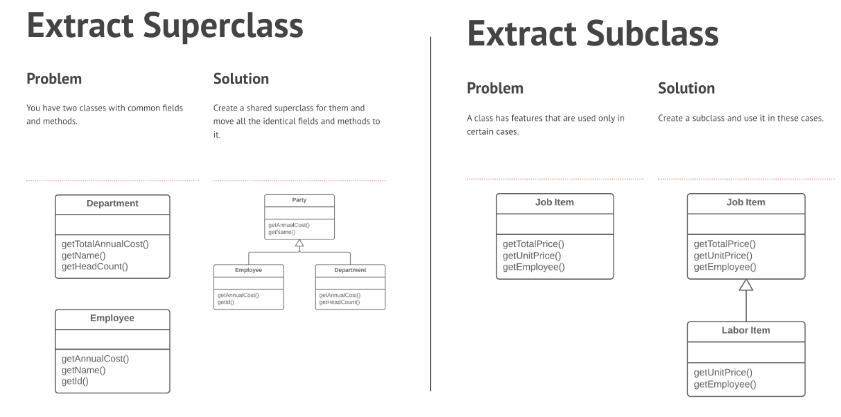 Extract Superclass
Problem
You have two classes with common fields
and methods.
Solution
Create a shared superclass for them and
move all the identical fields and methods to
it.
Department
getTotalAnnualCost()
getName()
getHeadCount()
Employee
getAnnualCost()
getName()
getId()
Party
getAnnualCost()
getName()
Employee
getAnnualCost()
getId()
Department
getAnnualCost()
getHeadCount()
Extract Subclass
Problem
A class has features that are used only in
certain cases.
Solution
Create a subclass and use it in these cases.
Job Item
getTotalPrice()
getUnitPrice()
getEmployee()
Job Item
getTotalPrice()
getUnitPrice()
getEmployee()
Labor Item
getUnitPrice()
getEmployee()